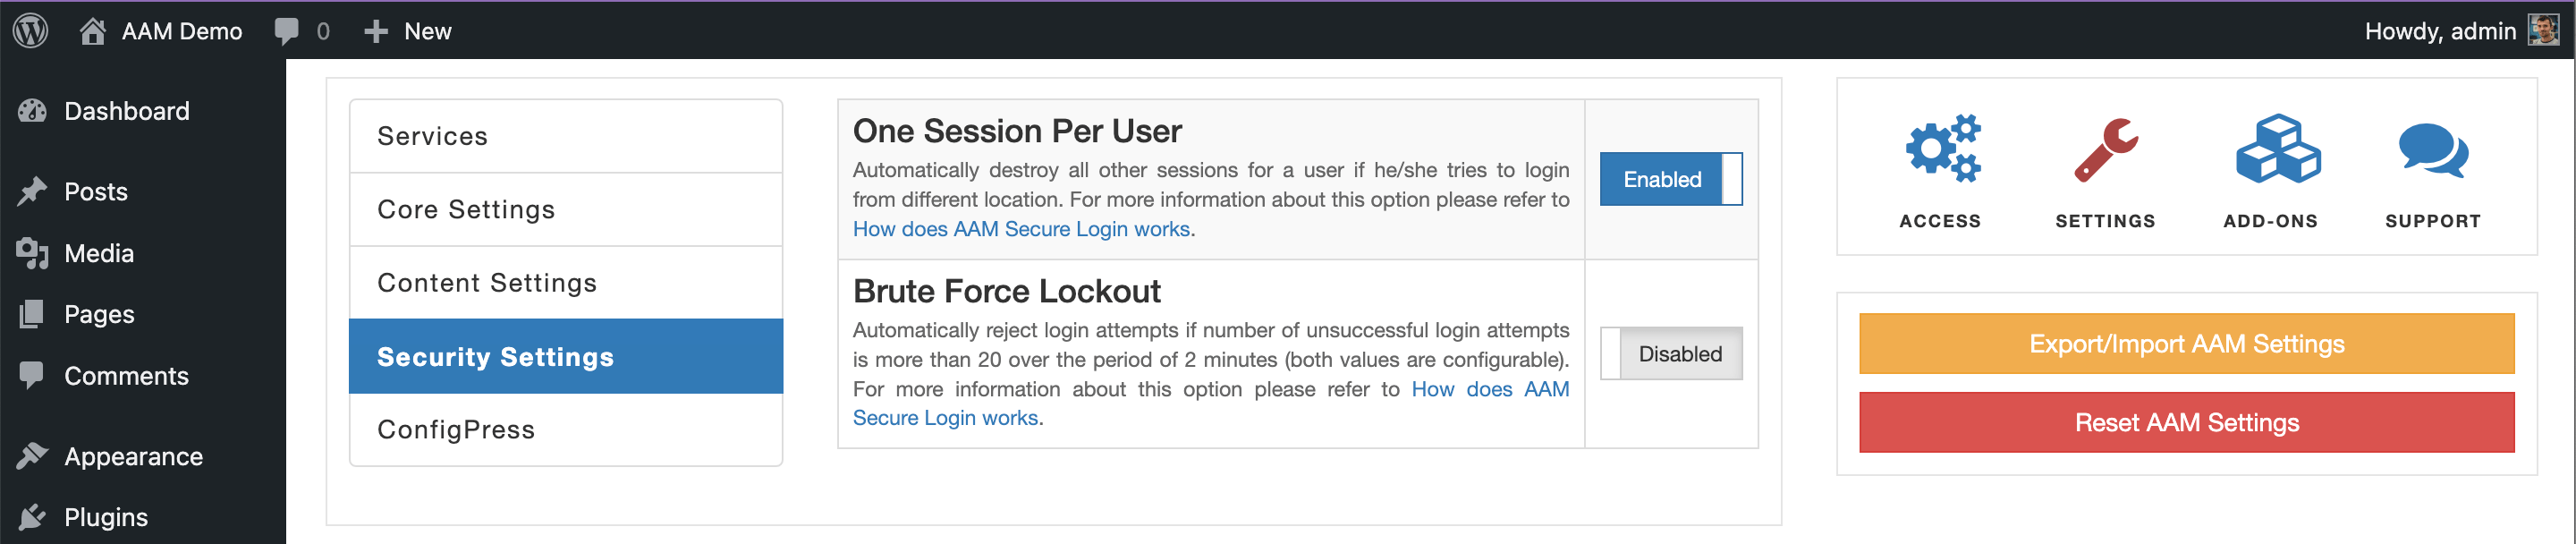 AAM Demo
0
New
Howdy, admin
Dashboard
Posts
Media
Pages
Comments
Appearance
Plugins
Services
Core Settings
Content Settings
Security Settings
ConfigPress
One Session Per User
Automatically destroy all other sessions for a user if he/she tries to login
from different location. For more information about this option please refer to
How does AAM Secure Login works.
Enabled
Brute Force Lockout
Automatically reject login attempts if number of unsuccessful login attempts
is more than 20 over the period of 2 minutes (both values are configurable).
For more information about this option please refer to How does AAM
Secure Login works.
Disabled
ACCESS
SETTINGS
ADD-ONS
SUPPORT
Export/Import AAM Settings
Reset AAM Settings